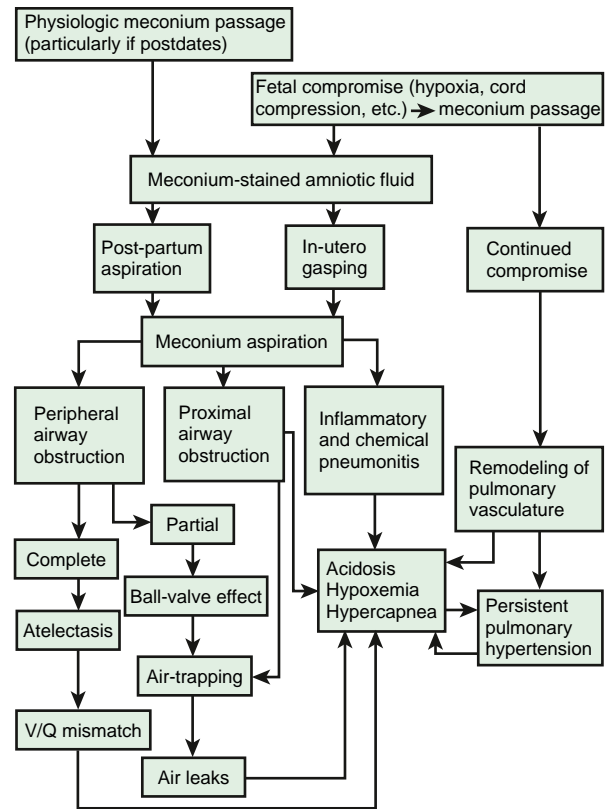 Physiologic meconium passage
(particularly if postdates)
Fetal compromise (hypoxia, cord
compression, etc.) → meconium passage
Meconium-stained amniotic fluid
Post-partum
aspiration
In-utero
gasping
Continued
compromise
Meconium aspiration
Peripheral
airway
obstruction
Proximal
airway
obstruction
Inflammatory
and chemical
pneumonitis
Remodeling of
pulmonary
vasculature
Partial
Complete
Acidosis
Hypoxemia
Hypercapnea
Ball-valve effect
Persistent
pulmonary
hypertension
Atelectasis
Air-trapping
V/Q mismatch
Air leaks